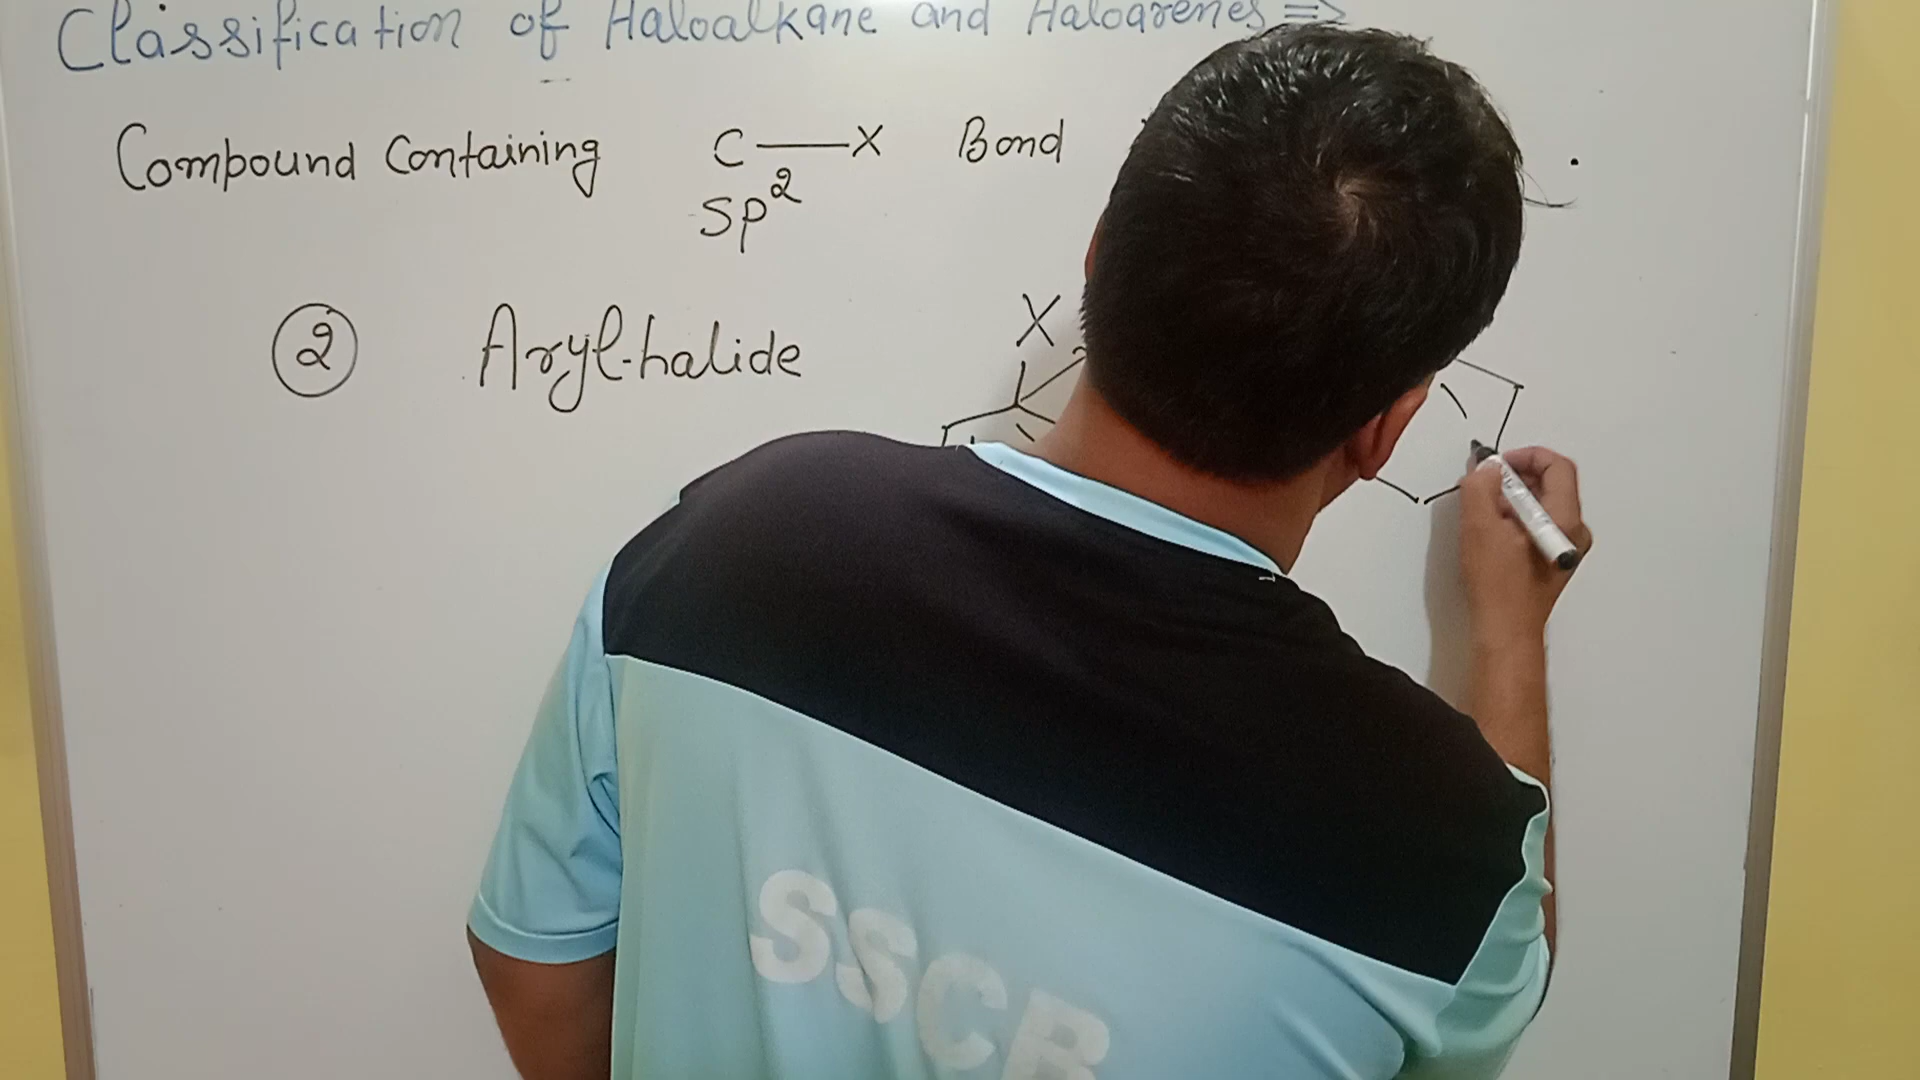 Classification of Haloalkane and Haloarenes =>
Compound Containing C—X Bond
Sp²
② Aryl-halide
X
SSCB